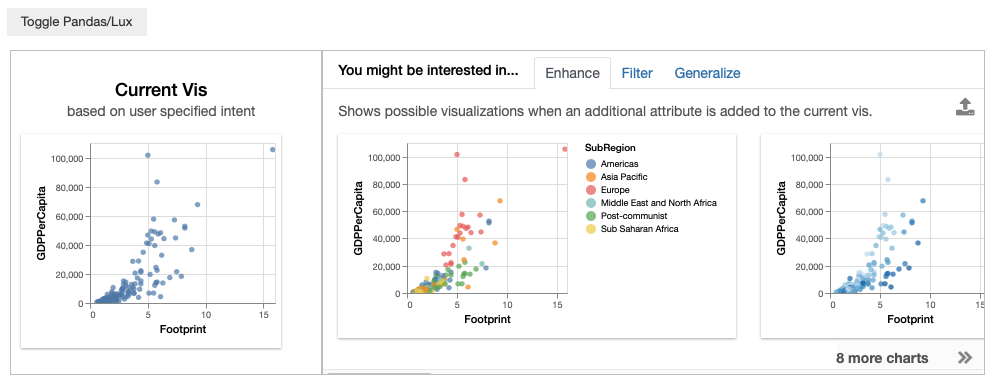 Toggle Pandas/Lux
Current Vis
based on user specified intent
GDPPerCapita
100,000
80,000
60,000
40,000
20,000
0
0 5 10 15
Footprint
You might be interested in...
Enhance Filter Generalize
Shows possible visualizations when an additional attribute is added to the current vis.
GDPPerCapita
100,000
80,000
60,000
40,000
20,000
0
0 5 10 15
Footprint
SubRegion
Americas
Asia Pacific
Europe
Middle East and North Africa
Post-communist
Sub Saharan Africa
GDPPerCapita
100,000
80,000
60,000
40,000
20,000
0
0 5 10 15
Footprint
8 more charts